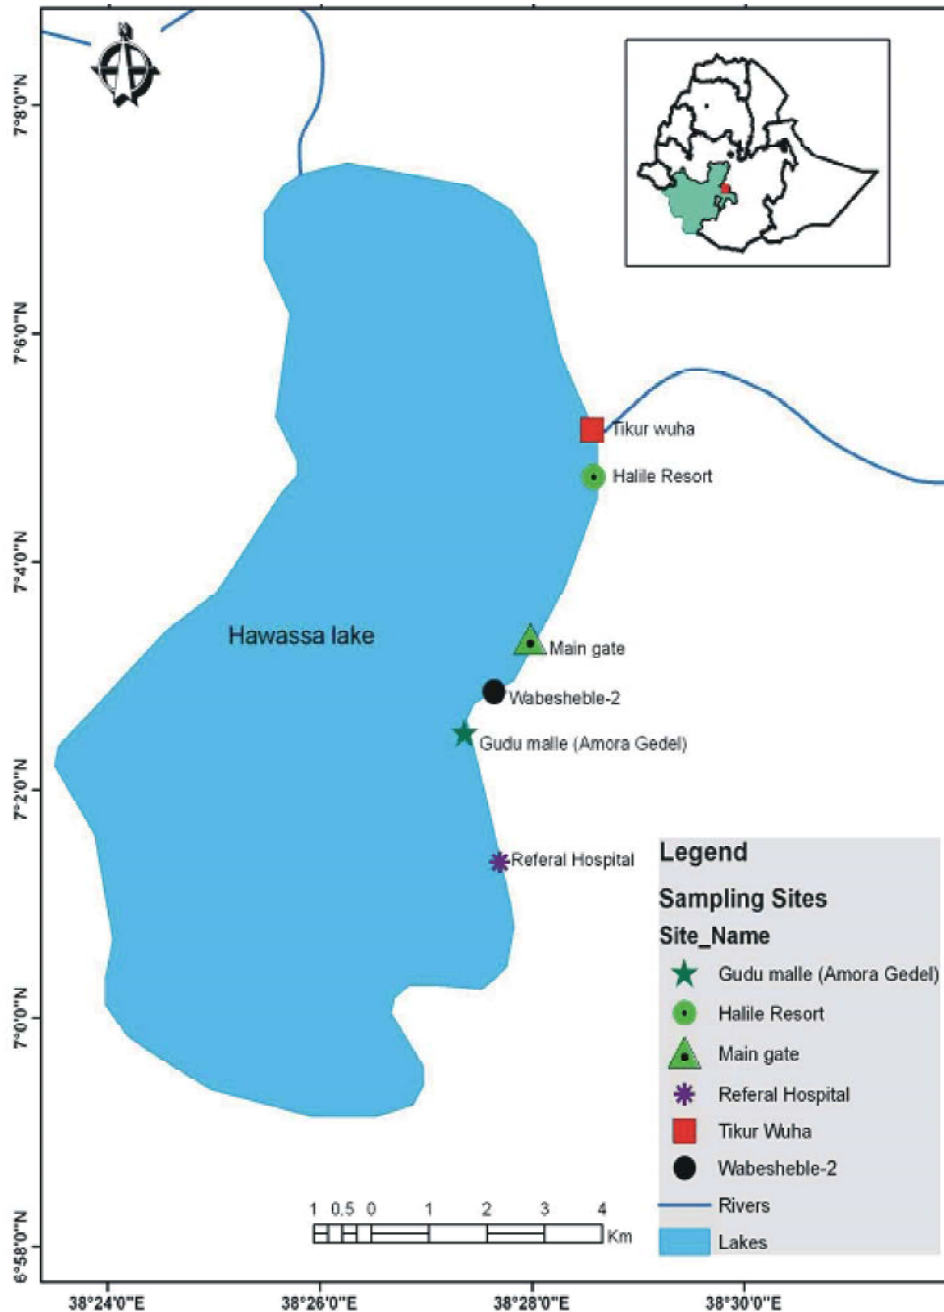 N
7°8'0"N
7°6'0"N
Tikur wuha
Halile Resort
7°4'0"N
Hawassa lake
Main gate
Wabesheble-2
Gudu malle (Amora Gedel)
7°2'0"N
Referal Hospital
Legend
Sampling Sites
Site_Name
Gudu malle (Amora Gedel)
Halile Resort
Main gate
Referal Hospital
Tikur Wuha
Wabesheble-2
Rivers
Lakes
7°0'0"N
1 0.5 0 1 2 3 4
Km
6°58'0"N
38°24'0"E 38°26'0"E 38°28'0"E 38°30'0"E